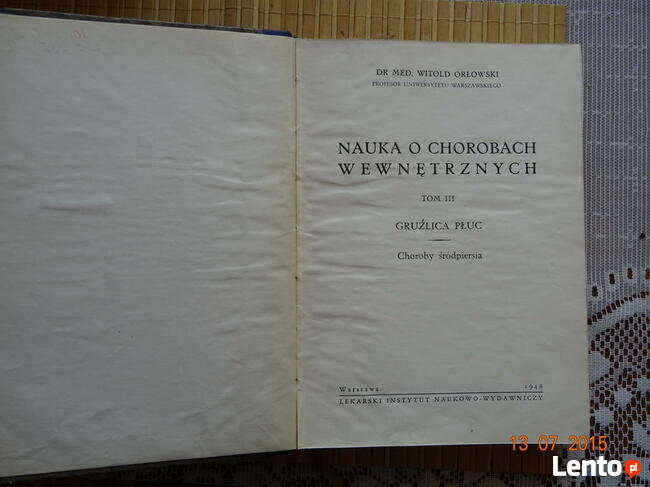 DR MED. WITOLD ORŁOWSKI
PROFESOR UNIWERSYTETU WARSZAWSKIEGO
NAUKA O CHOROBACH
WEWNĘTRZNYCH
TOM III
GRUŹLICA PŁUC
Choroby śródpiersia
Warszawa 1948
LEKARSKI INSTYTUT NAUKOWO-WYDAWNICZY
13 07 2015
Lento.pl